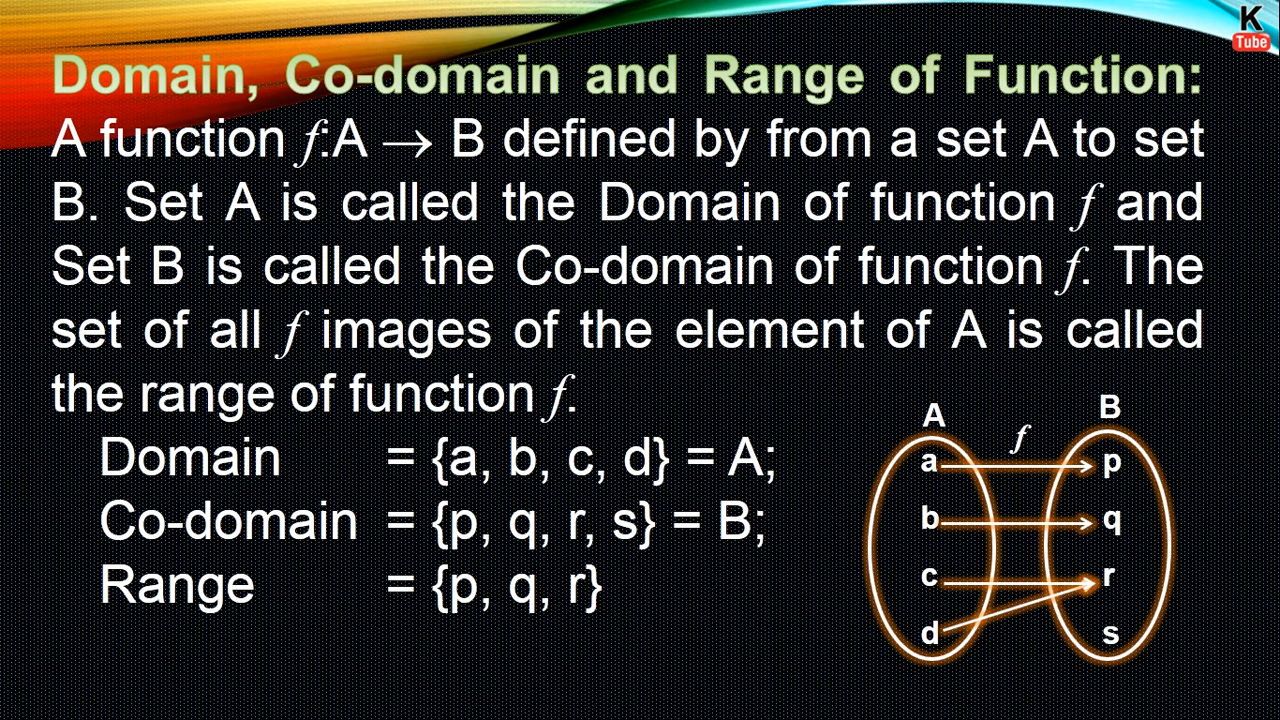 K
Tube
Domain, Co-domain and Range of Function:
A function f:A → B defined by from a set A to set
B. Set A is called the Domain of function f and
Set B is called the Co-domain of function f. The
set of all f images of the element of A is called
the range of function f.
Domain = {a, b, c, d} = A;
Co-domain = {p, q, r, s} = B;
Range = {p, q, r}
A f B
a p
b q
c r
d s